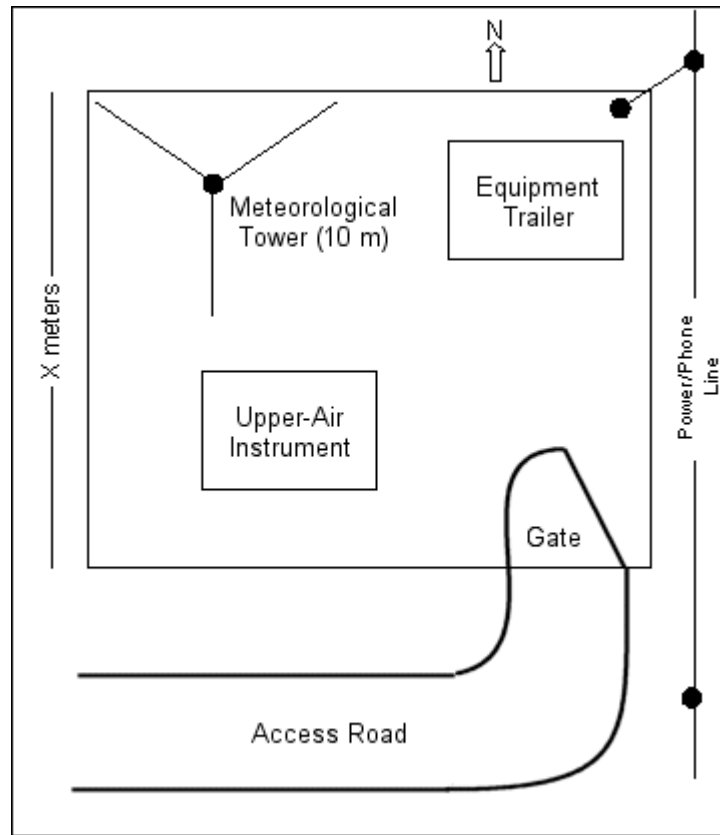 N
Equipment
Trailer
Meteorological
Tower (10 m)
X meters
Power/Phone
Line
Upper-Air
Instrument
Gate
Access Road